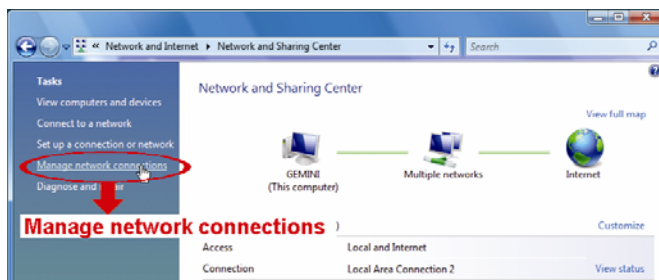 « Network and Internet ▸ Network and Sharing Center
Search
Tasks
View computers and devices
Connect to a network
Set up a connection or network
Manage network connections
Diagnose and
Network and Sharing Center
View full map
GEMINI
(This computer)
Multiple networks
Internet
Manage network connections
)
Customize
Access
Local and Internet
Connection
Local Area Connection 2
View status